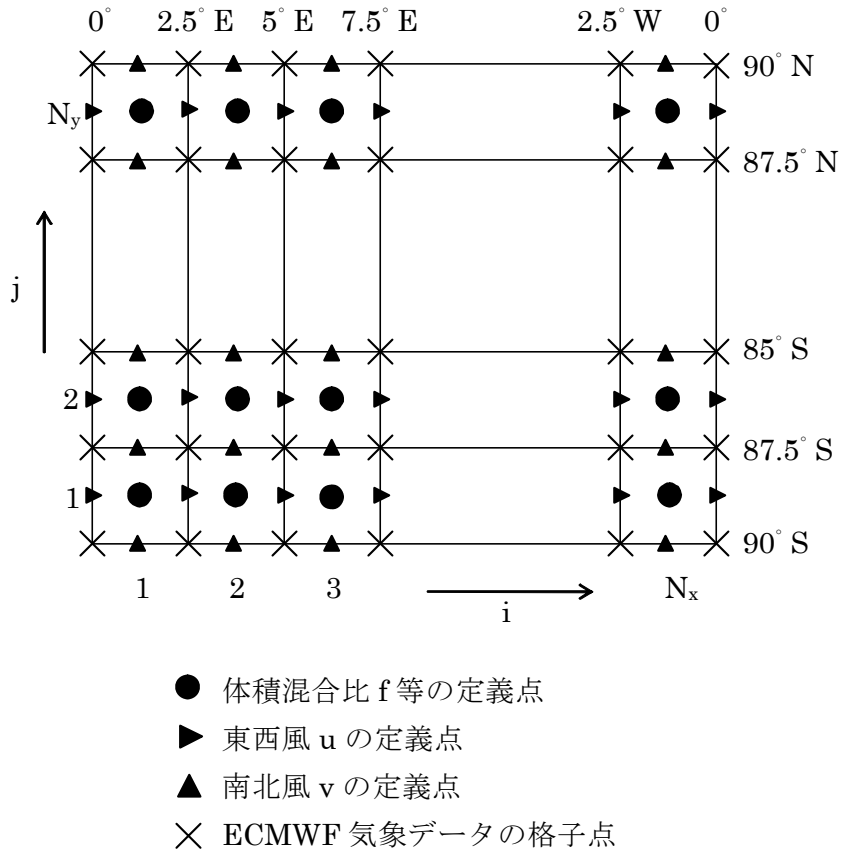 0° 2.5° E 5° E 7.5° E 2.5° W 0°
90° N
N_y
87.5° N
j
85° S
2
87.5° S
1
90° S
1 2 3 N_x
i
体積混合比 f 等の定義点
東西風 u の定義点
南北風 v の定義点
ECMWF 気象データの格子点